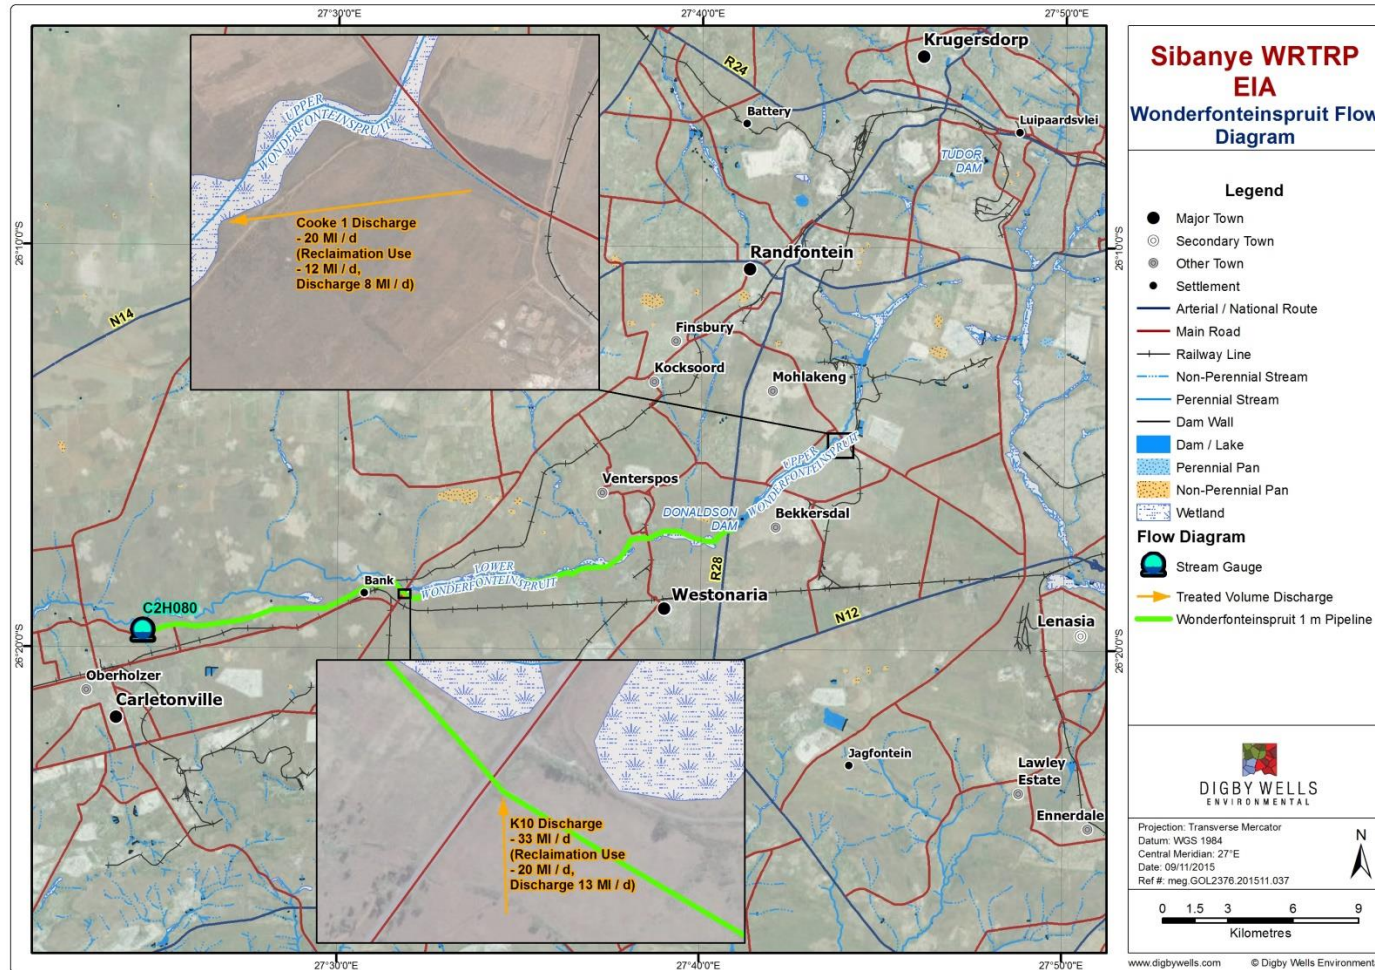 27°30'0"E
27°40'0"E
27°50'0"E
Sibanye WRTRP
EIA
Wonderfonteinspruit Flow
Diagram
Krugersdorp
R24
Battery
Luipaardsvlei
TUDOR
DAM
UPPER
WONDERFONTEINSPRUIT
Cooke 1 Discharge
- 20 Ml / d
(Reclaimation Use
- 12 Ml / d,
Discharge 8 Ml / d)
26°10'0"S
26°10'0"S
Randfontein
N14
Finsbury
Kocksoord
Mohlakeng
UPPER
WONDERFONTEINSPRUIT
Venterspos
DONALDSON
DAM
Bekkersdal
LOWER
WONDERFONTEINSPRUIT
Bank
R28
C2H080
Westonaria
N12
Lenasia
26°20'0"S
26°20'0"S
Oberholzer
Carletonville
K10 Discharge
- 33 Ml / d
(Reclaimation Use
- 20 Ml / d,
Discharge 13 Ml / d)
Jagfontein
Lawley
Estate
Ennerdale
27°30'0"E
27°40'0"E
27°50'0"E
Legend
Major Town
Secondary Town
Other Town
Settlement
Arterial / National Route
Main Road
Railway Line
Non-Perennial Stream
Perennial Stream
Dam Wall
Dam / Lake
Perennial Pan
Non-Perennial Pan
Wetland
Flow Diagram
Stream Gauge
Treated Volume Discharge
Wonderfonteinspruit 1 m Pipeline
DIGBY WELLS
ENVIRONMENTAL
Projection: Transverse Mercator
Datum: WGS 1984
Central Meridian: 27°E
Date: 09/11/2015
Ref #: meg.GOL2376.201511.037
N
0 1.5 3 6 9
Kilometres
www.digbywells.com © Digby Wells Environmenta